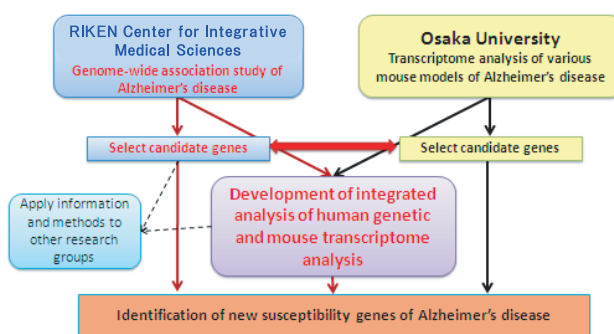 RIKEN Center for Integrative
Medical Sciences
Genome-wide association study of
Alzheimer's disease
Osaka University
Transcriptome analysis of various
mouse models of Alzheimer's disease
Select candidate genes
Select candidate genes
Apply information
and methods to
other research
groups
Development of integrated
analysis of human genetic
and mouse transcriptome
analysis
Identification of new susceptibility genes of Alzheimer's disease